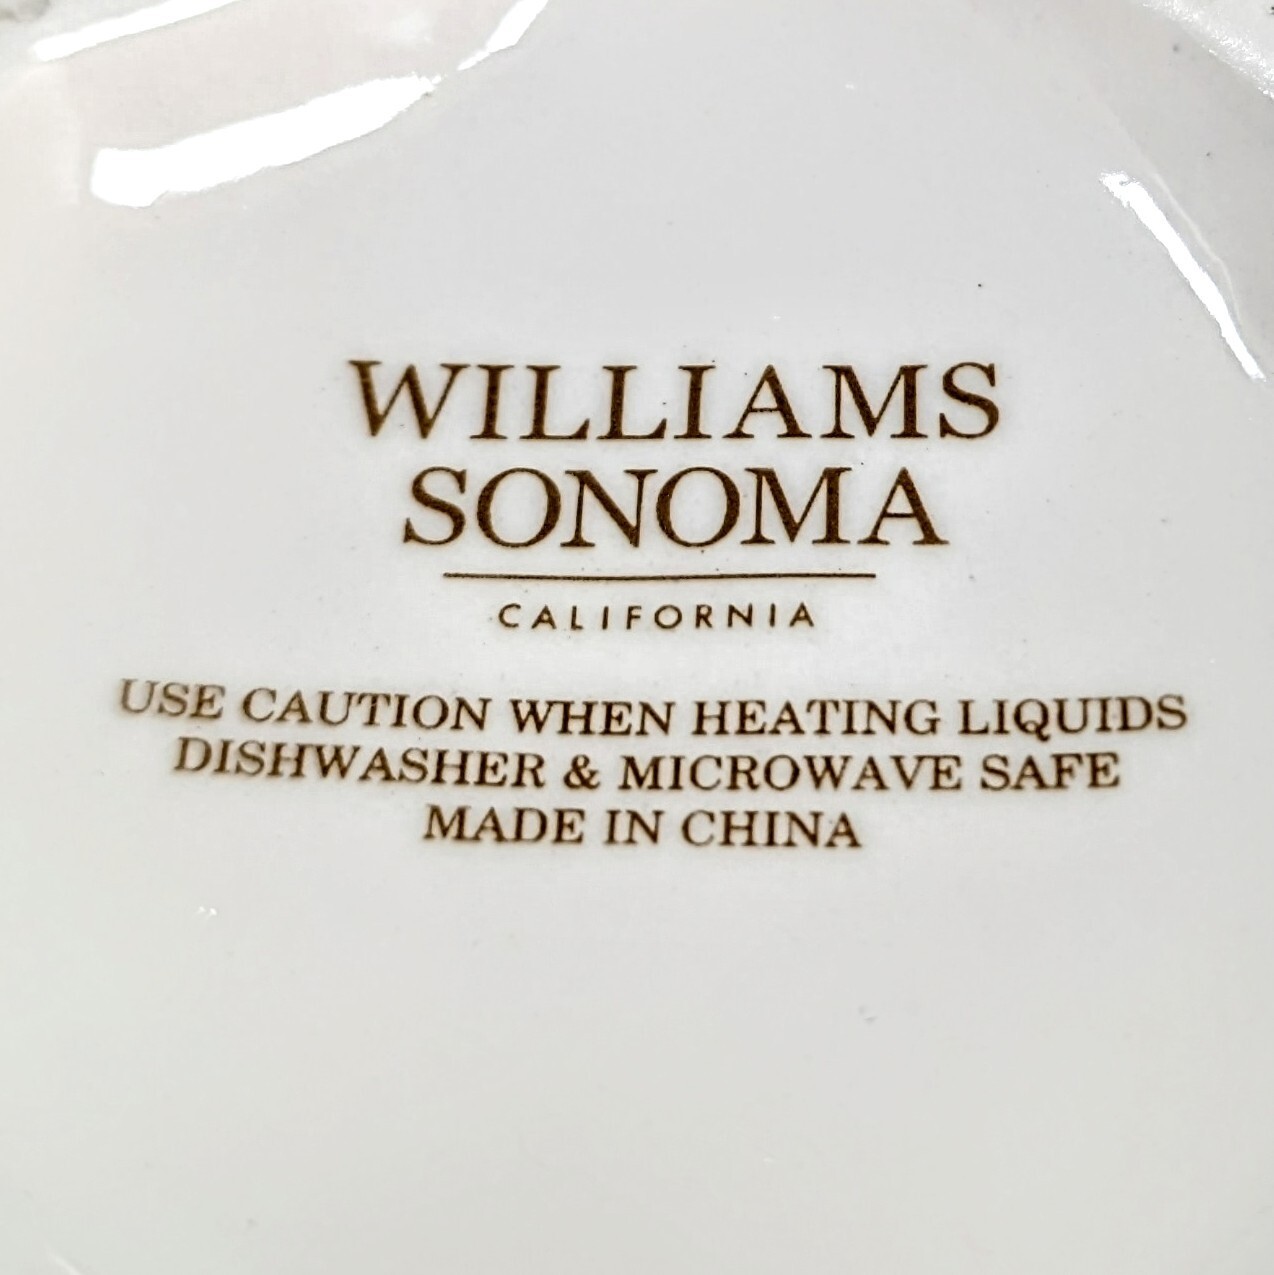 WILLIAMS
SONOMA
CALIFORNIA
USE CAUTION WHEN HEATING LIQUIDS
DISHWASHER & MICROWAVE SAFE
MADE IN CHINA